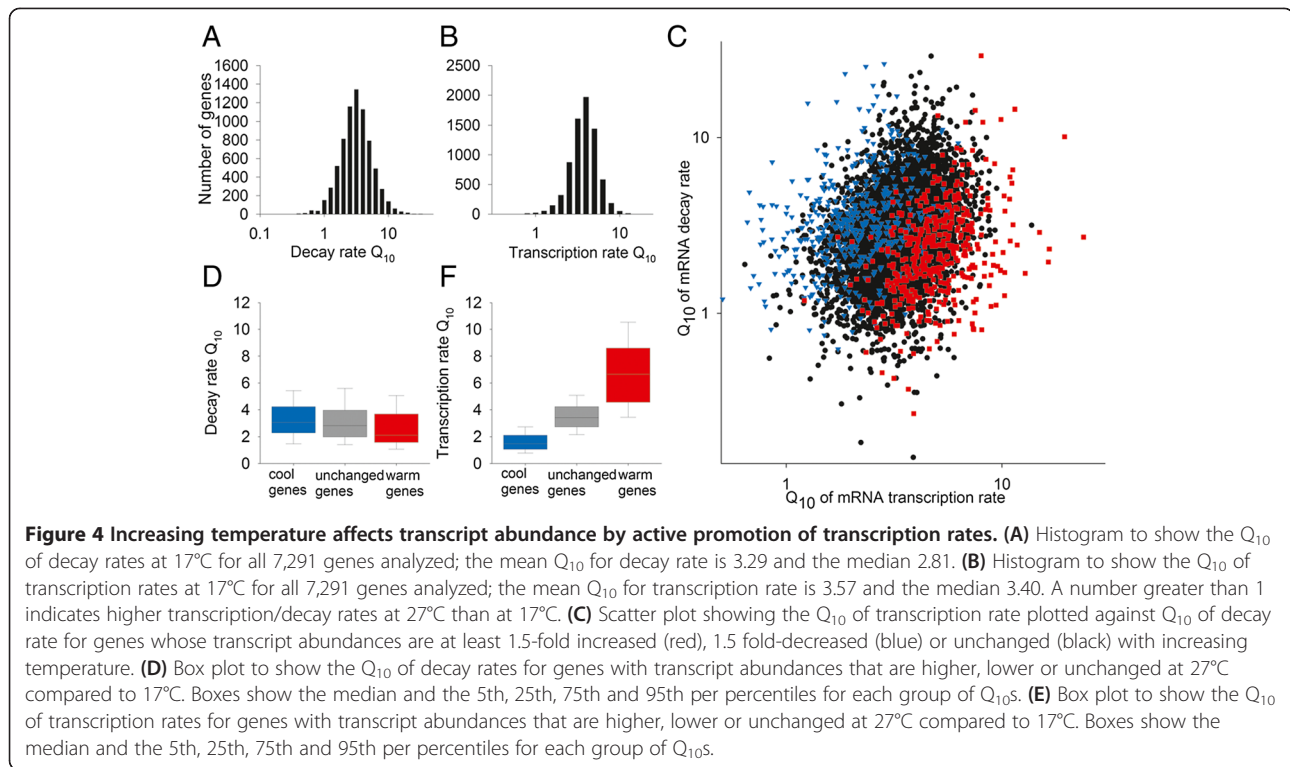 A
B
C
Number of genes
1600
1400
1200
1000
800
600
400
200
0
0.1 1 10
Decay rate Q10
2500
2000
1500
1000
500
0
1 10
Transcription rate Q10
Q10 of mRNA decay rate
10
1
1 10
Q10 of mRNA transcription rate
D
F
Decay rate Q10
12
10
8
6
4
2
0
cool genes
unchanged genes
warm genes
Transcription rate Q10
12
10
8
6
4
2
0
cool genes
unchanged genes
warm genes
Figure 4 Increasing temperature affects transcript abundance by active promotion of transcription rates. (A) Histogram to show the Q10
of decay rates at 17°C for all 7,291 genes analyzed; the mean Q10 for decay rate is 3.29 and the median 2.81. (B) Histogram to show the Q10 of
transcription rates at 17°C for all 7,291 genes analyzed; the mean Q10 for transcription rate is 3.57 and the median 3.40. A number greater than 1
indicates higher transcription/decay rates at 27°C than at 17°C. (C) Scatter plot showing the Q10 of transcription rate plotted against Q10 of decay
rate for genes whose transcript abundances are at least 1.5-fold increased (red), 1.5 fold-decreased (blue) or unchanged (black) with increasing
temperature. (D) Box plot to show the Q10 of decay rates for genes with transcript abundances that are higher, lower or unchanged at 27°C
compared to 17°C. Boxes show the median and the 5th, 25th, 75th and 95th per percentiles for each group of Q10s. (E) Box plot to show the Q10
of transcription rates for genes with transcript abundances that are higher, lower or unchanged at 27°C compared to 17°C. Boxes show the
median and the 5th, 25th, 75th and 95th per percentiles for each group of Q10s.